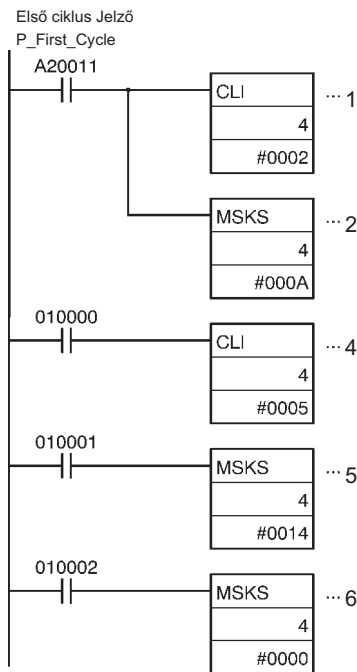 Első ciklus Jelző
P_First_Cycle
A20011
CLI
... 1
4
#0002
MSKS
... 2
4
#000A
010000
CLI
... 4
4
#0005
010001
MSKS
... 5
4
#0014
010002
MSKS
... 6
4
#0000